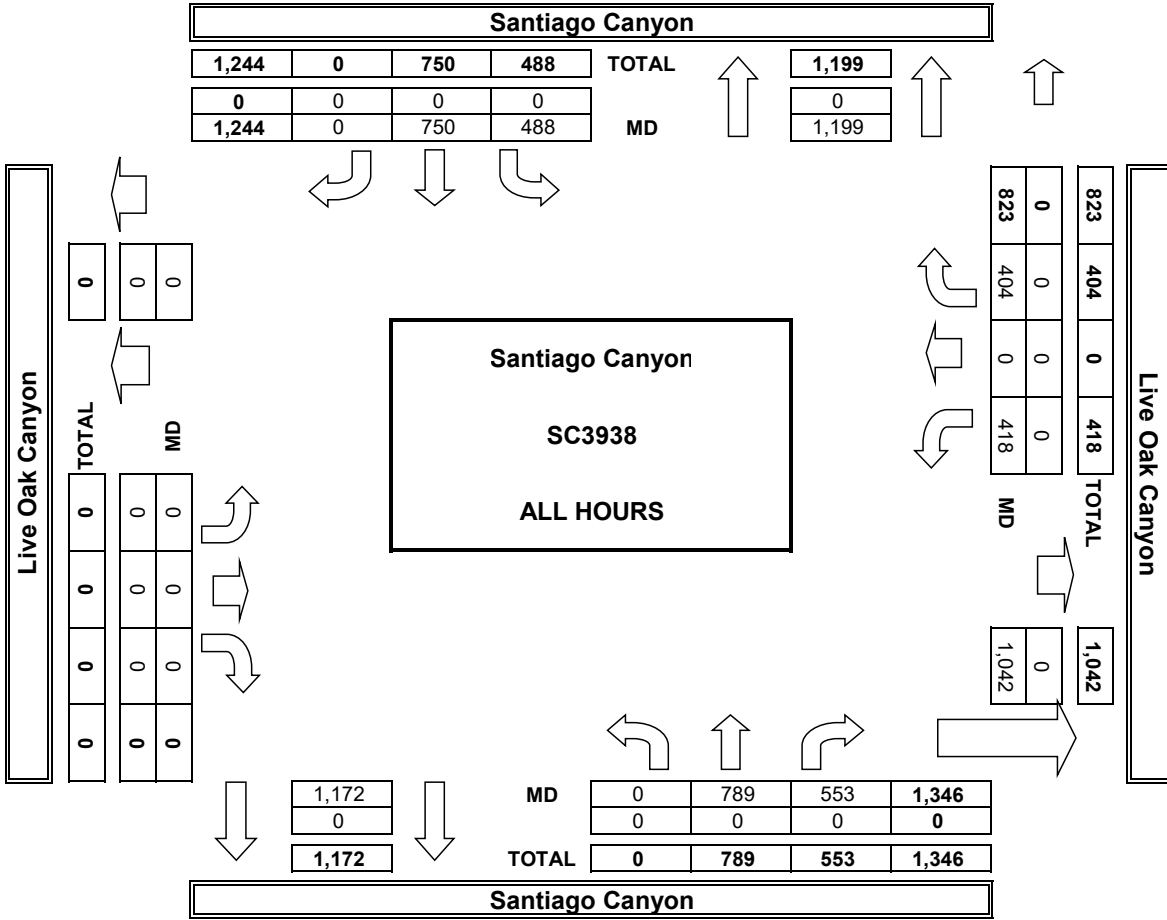 Santiago Canyon
1,244 0 750 488 TOTAL 1,199
0 0 0 0 0
1,244 0 750 488 MD 1,199
Live Oak Canyon
0 0 0
TOTAL MD
0 0 0 0
0 0 0 0
0 0 0 0
Santiago Canyon
SC3938
ALL HOURS
823 404 0 418 TOTAL 1,042
0 0 0 0 0
823 404 0 418 MD 1,042
Live Oak Canyon
1,172 MD 0 789 553 1,346
0 0 0 0 0
1,172 TOTAL 0 789 553 1,346
Santiago Canyon